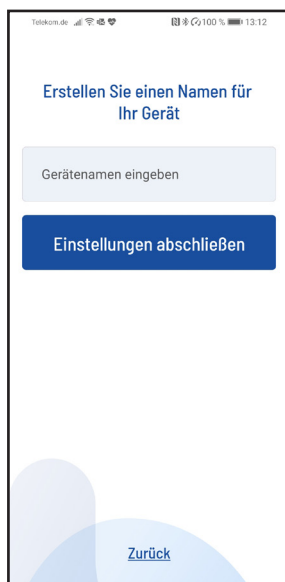 Telekom.de 100 % 13:12
Erstellen Sie einen Namen für
Ihr Gerät
Gerätenamen eingeben
Einstellungen abschließen
Zurück